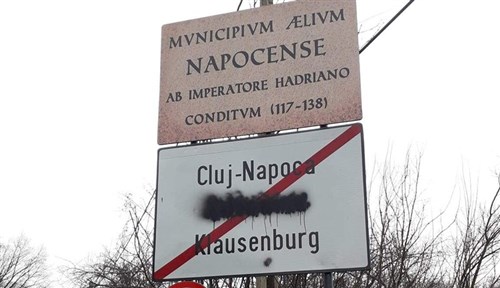 MVNICIPIVM ÆLIVM
NAPOCENSE
AB IMPERATORE HADRIANO
CONDITVM (117-138)
Cluj-Napoca
Klausenburg